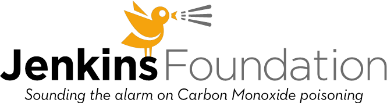 Jenkins Foundation
Sounding the alarm on Carbon Monoxide poisoning